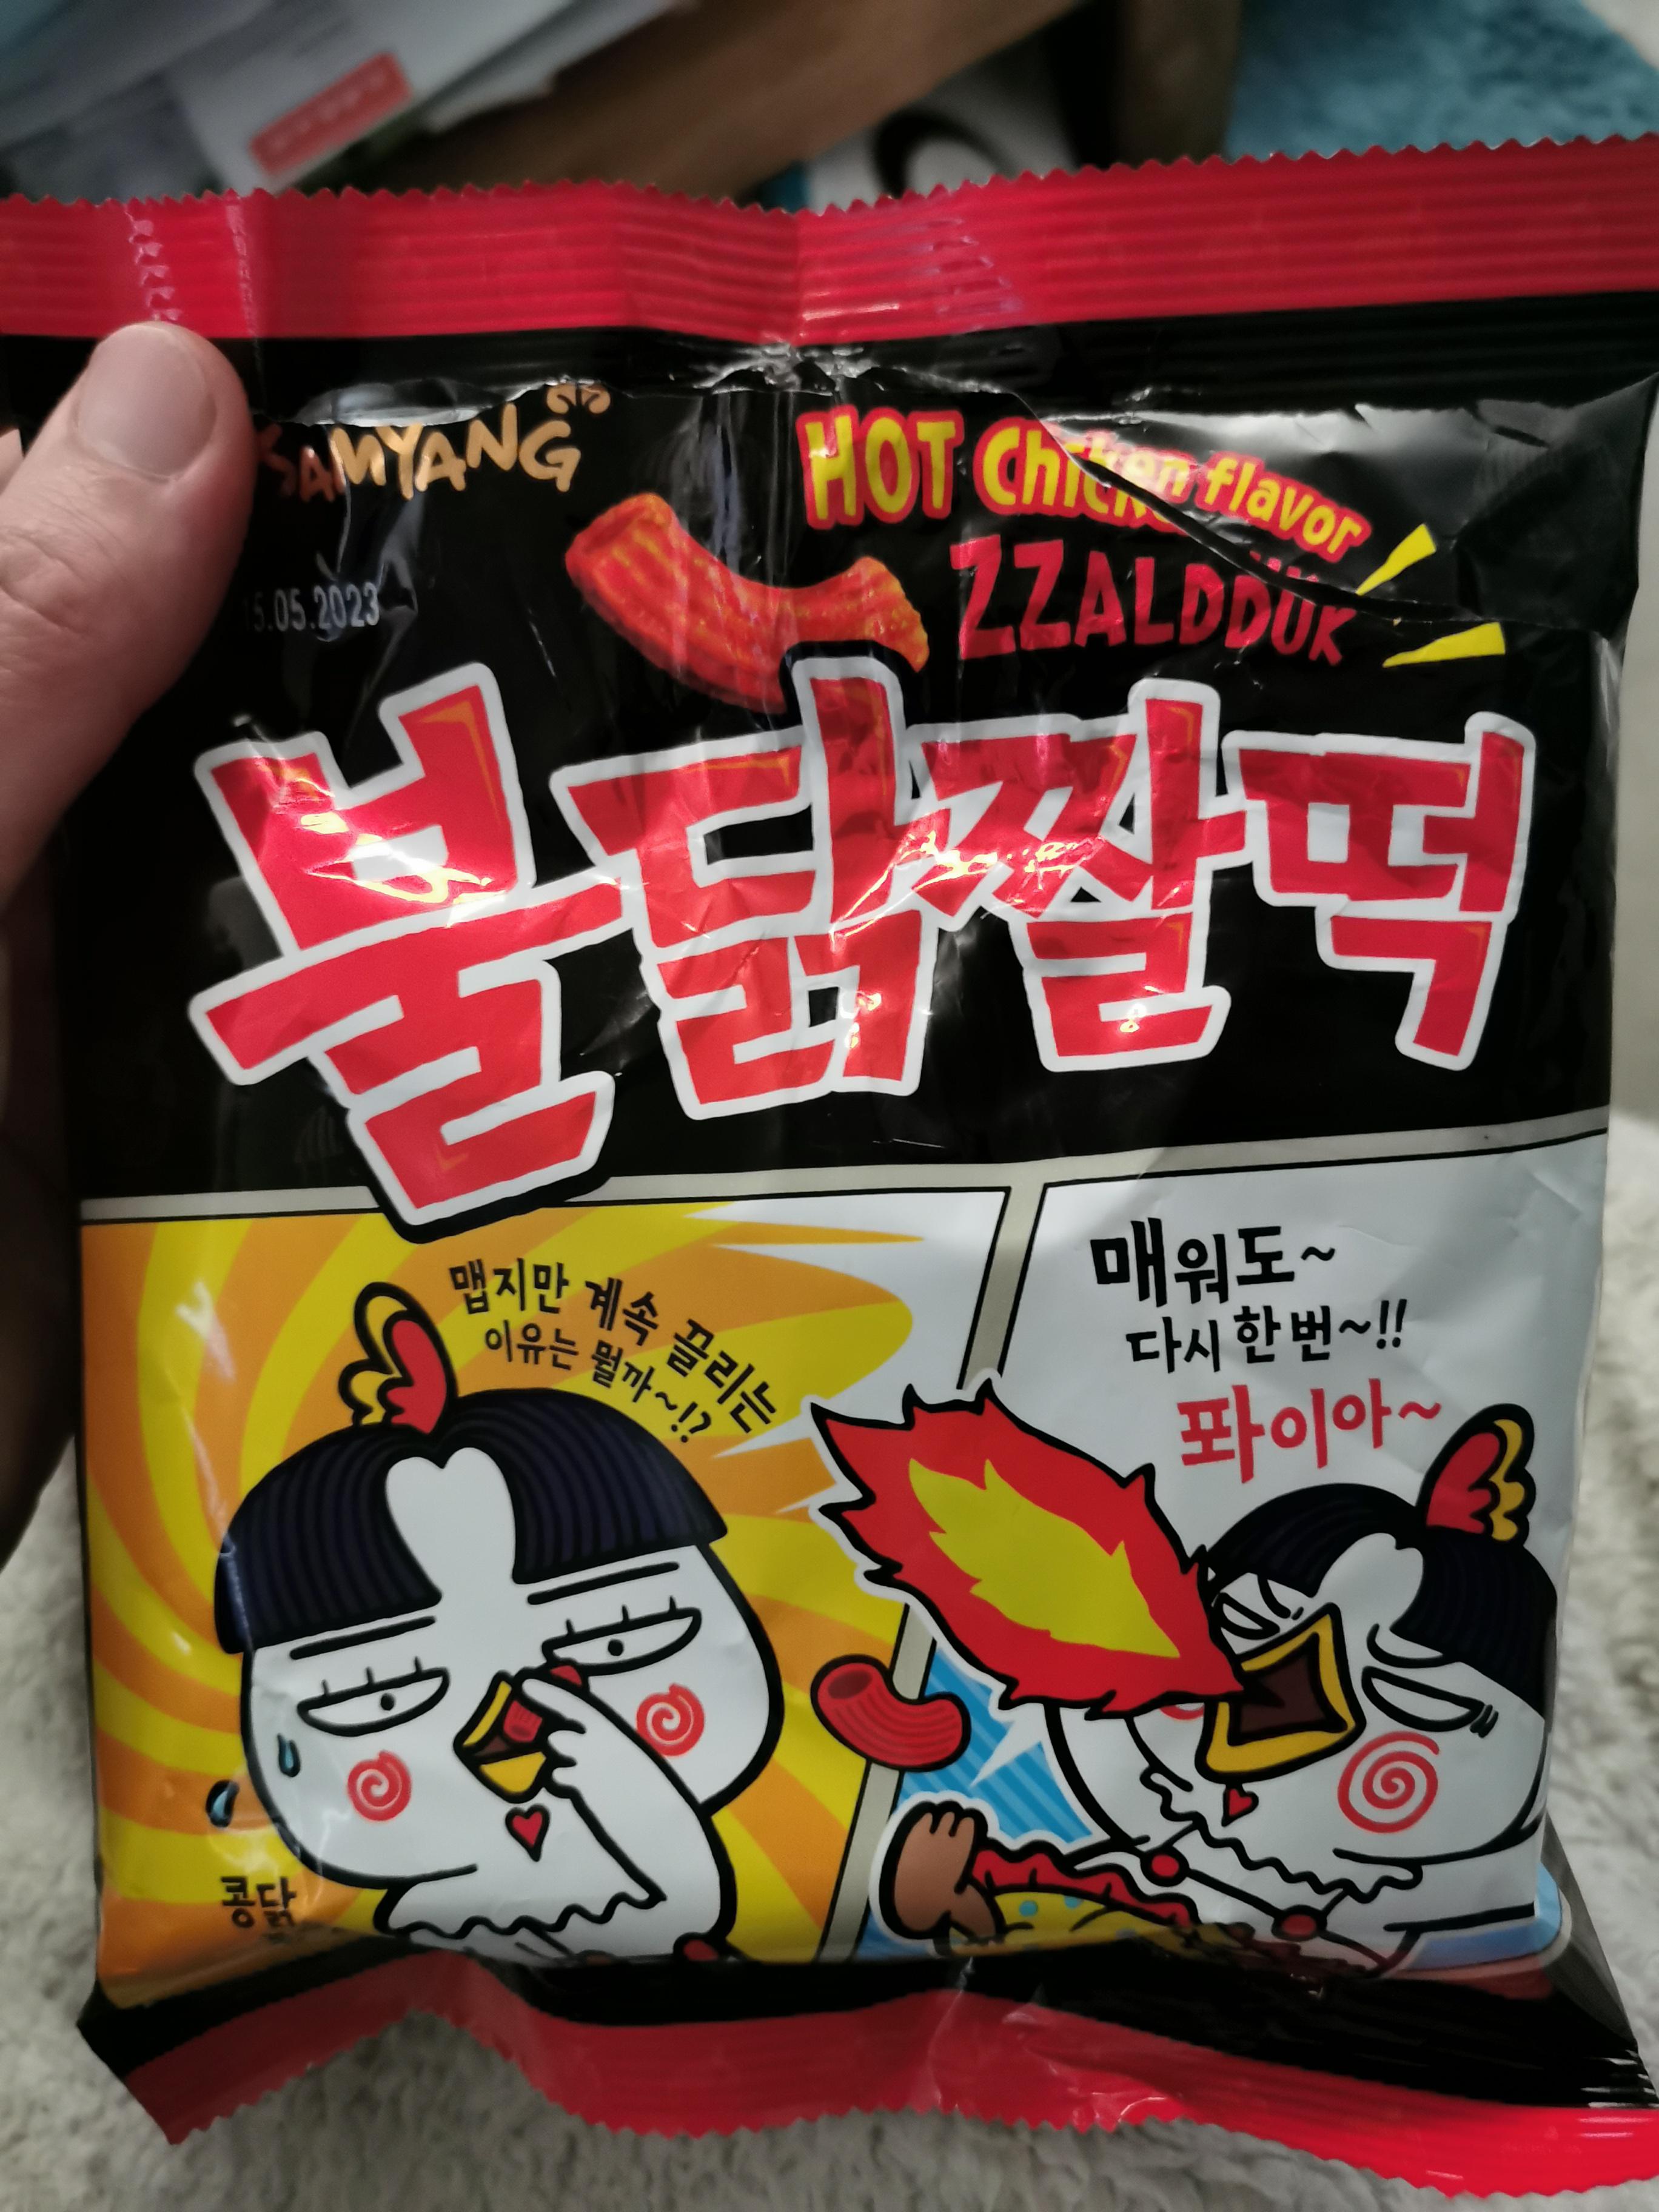 SAMYANG
HOT Chicken flavor
ZZALDDUK
5.05.2023
불닭짤떡
맵지만 계속 끌리는
이유는 뭘까~!?
매워도~
다시 한 번~!!
퐈이아~
콩닭